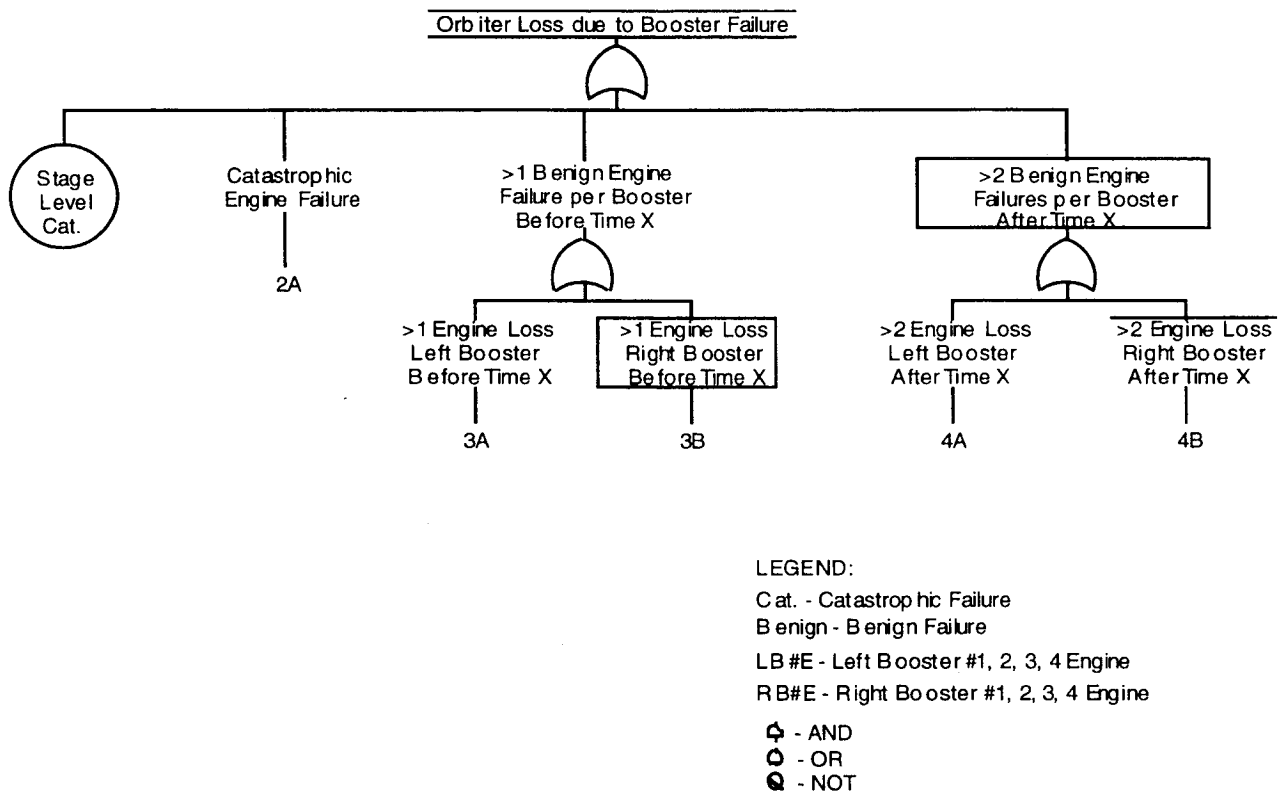 Orbiter Loss due to Booster Failure
Stage
Level
Cat.
Catastrophic
Engine Failure
2A
>1 Benign Engine
Failure per Booster
Before Time X
>2 Benign Engine
Failures per Booster
After Time X
>1 Engine Loss
Left Booster
Before Time X
3A
>1 Engine Loss
Right Booster
Before Time X
3B
>2 Engine Loss
Left Booster
After Time X
4A
>2 Engine Loss
Right Booster
After Time X
4B
LEGEND:
Cat. - Catastrophic Failure
Benign - Benign Failure
LB#E - Left Booster #1, 2, 3, 4 Engine
RB#E - Right Booster #1, 2, 3, 4 Engine
- AND
- OR
- NOT